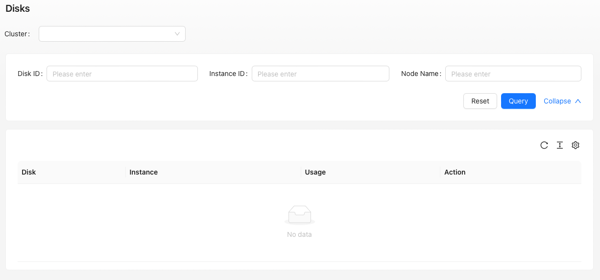 Disks
Cluster:
Disk ID: Please enter Instance ID: Please enter Node Name: Please enter
Reset Query Collapse
Disk Instance Usage Action
No data